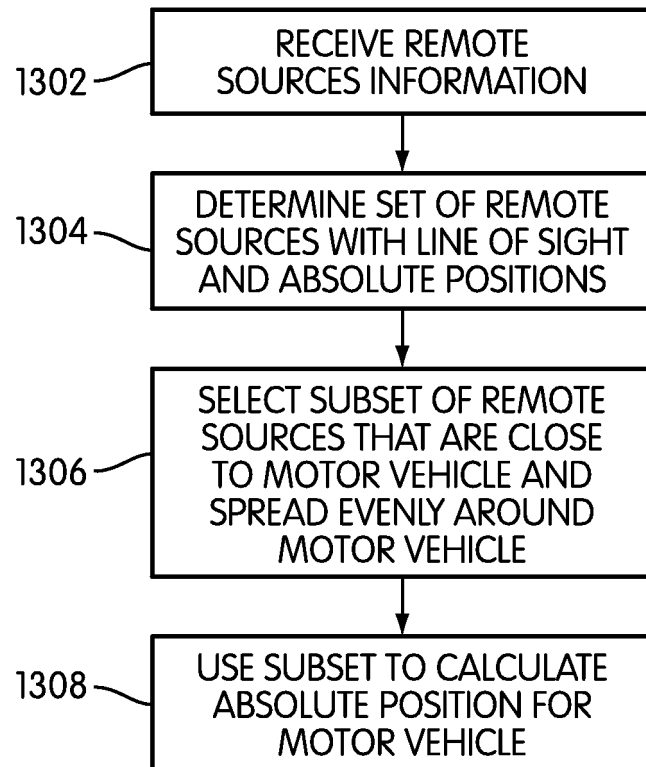 1302
RECEIVE REMOTE
SOURCES INFORMATION
1304
DETERMINE SET OF REMOTE
SOURCES WITH LINE OF SIGHT
AND ABSOLUTE POSITIONS
1306
SELECT SUBSET OF REMOTE
SOURCES THAT ARE CLOSE
TO MOTOR VEHICLE AND
SPREAD EVENLY AROUND
MOTOR VEHICLE
1308
USE SUBSET TO CALCULATE
ABSOLUTE POSITION FOR
MOTOR VEHICLE